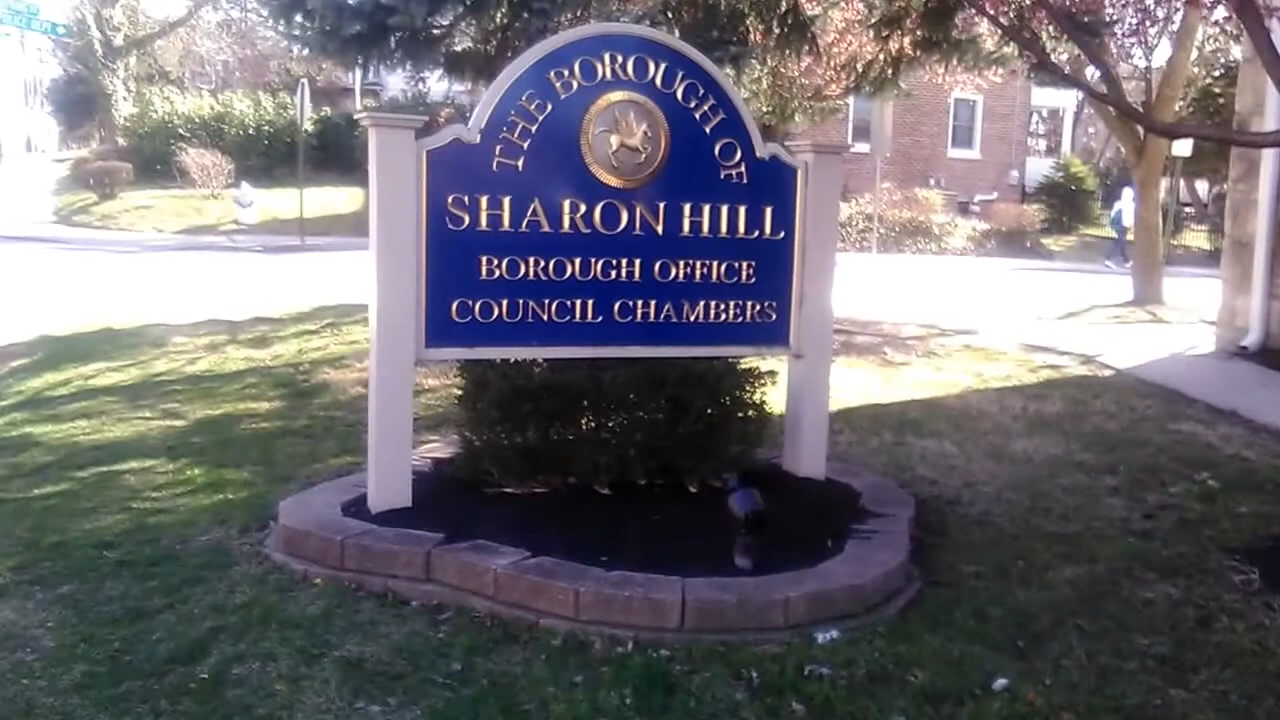 THE BOROUGH OF
SHARON HILL
BOROUGH OFFICE
COUNCIL CHAMBERS